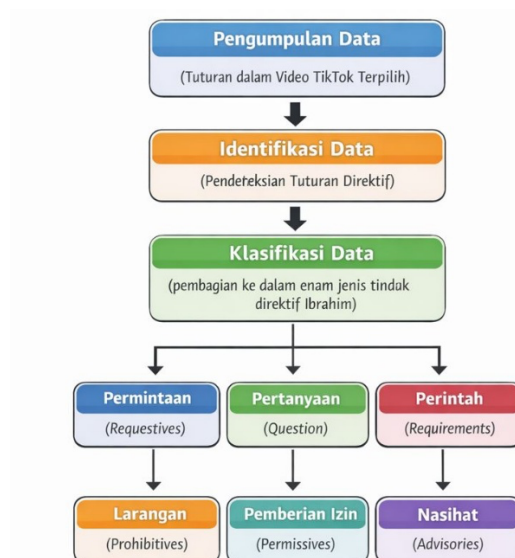 Pengumpulan Data
(Tuturan dalam Video TikTok Terpilih)
Identifikasi Data
(Pendeteksian Tuturan Direktif)
Klasifikasi Data
(pembagian ke dalam enam jenis tindak
direktif Ibrahim)
Permintaan
(Requestives)
Pertanyaan
(Question)
Perintah
(Requirements)
Larangan
(Prohibitives)
Pemberian Izin
(Permissives)
Nasihat
(Advisories)